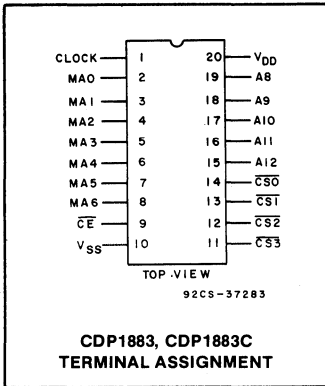 CLOCK 1 20 VDD
MA0 2 19 A8
MA1 3 18 A9
MA2 4 17 A10
MA3 5 16 A11
MA4 6 15 A12
MA5 7 14 CS0
MA6 8 13 CS1
CE 9 12 CS2
VSS 10 11 CS3
TOP VIEW
92CS-37283
CDP1883, CDP1883C
TERMINAL ASSIGNMENT